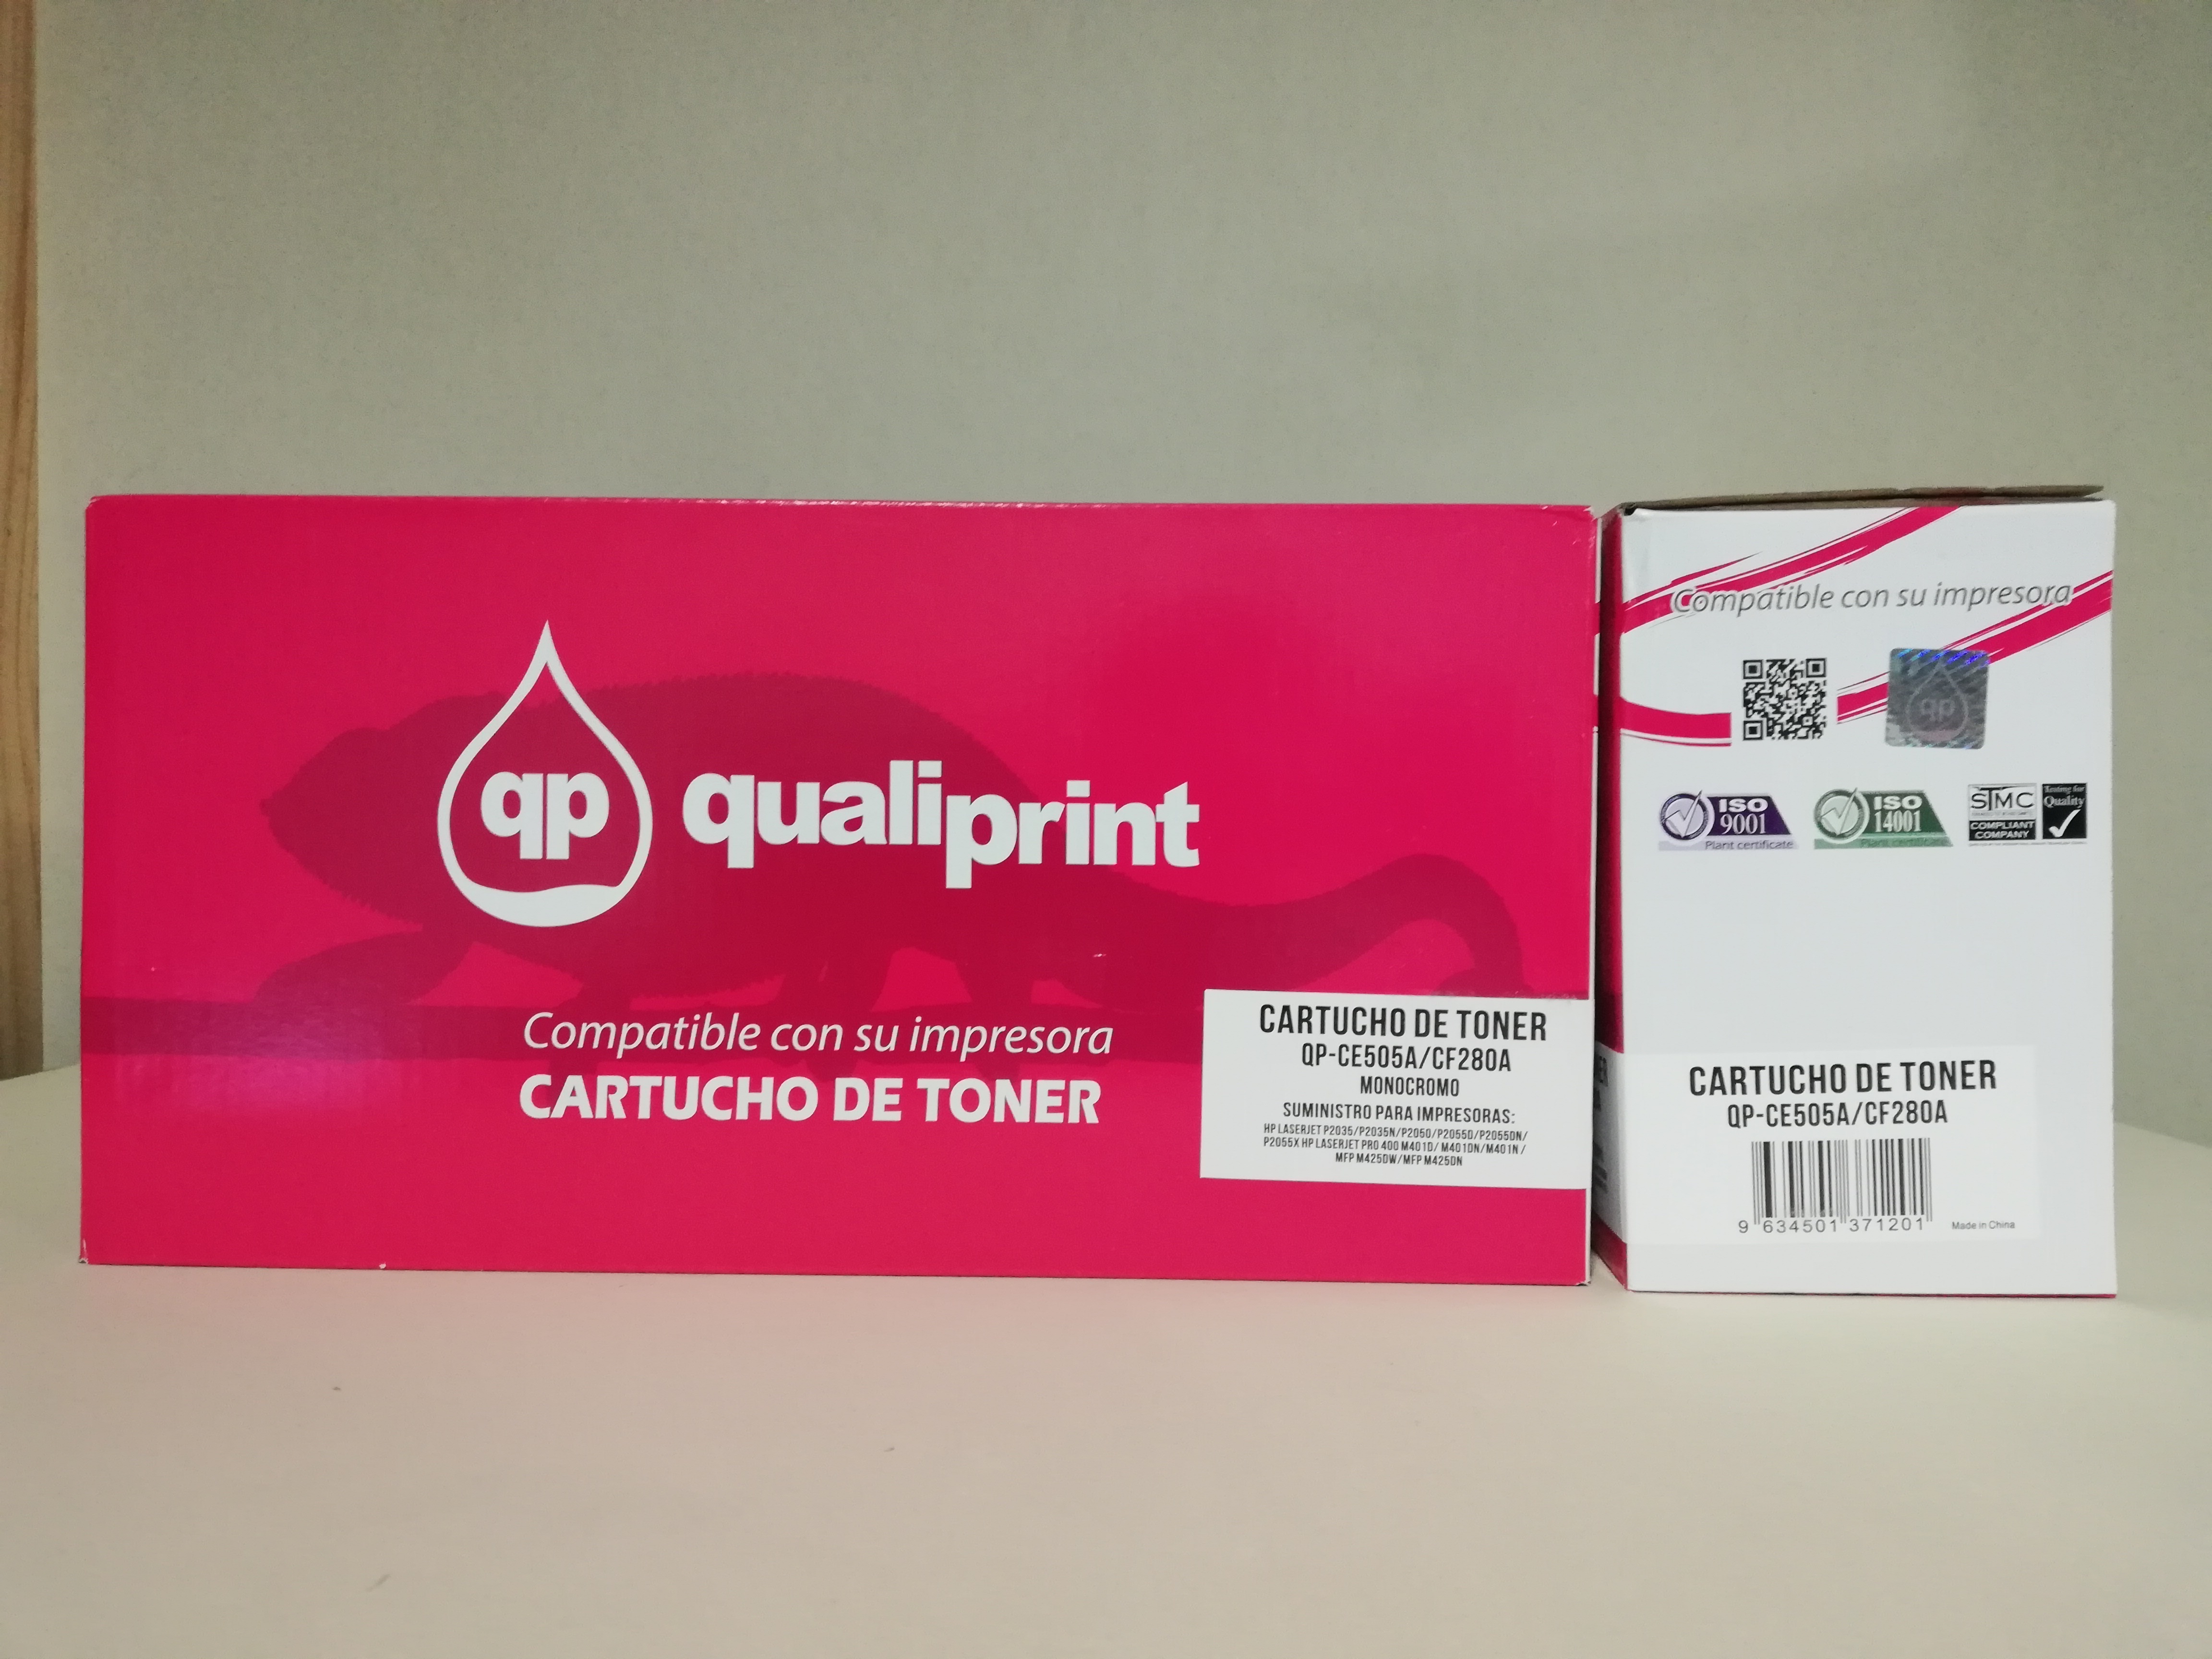 qp qualiprint
Compatible con su impresora
CARTUCHO DE TONER
CARTUCHO DE TONER
QP-CE505A/CF280A
MONOCROMO
SUMINISTRO PARA IMPRESORAS:
HP LASERJET P2035/P2035N/P2050/P2055D/P2055DN/
P2055X HP LASERJET PRO 400 M401D/ M401DN/M401N /
MFP M425DW/MFP M425DN
Compatible con su impresora
qp
ISO
9001
Plant certificate
ISO
14001
Plant certificate
STMC
COMPLIANT
COMPANY
Testing for
Quality
CARTUCHO DE TONER
QP-CE505A/CF280A
9 634501 371201
Made in China